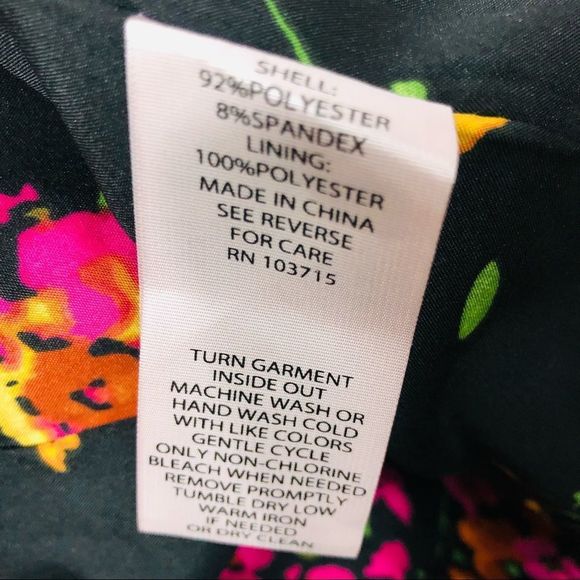 SHELL:
92%POLYESTER
8%SPANDEX
LINING:
100%POLYESTER
MADE IN CHINA
SEE REVERSE
FOR CARE
RN 103715
TURN GARMENT
INSIDE OUT
MACHINE WASH OR
HAND WASH COLD
WITH LIKE COLORS
GENTLE CYCLE
ONLY NON-CHLORINE
BLEACH WHEN NEEDED
REMOVE PROMPTLY
TUMBLE DRY LOW
WARM IRON
IF NEEDED
OR DRY CLEAN